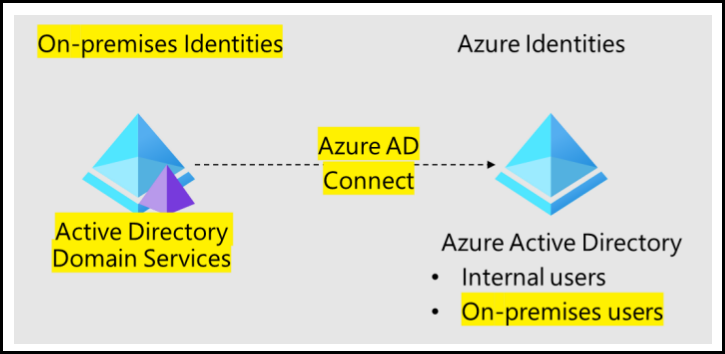 On-premises Identities
Azure Identities
Azure AD
Connect
Active Directory
Domain Services
Azure Active Directory
• Internal users
• On-premises users